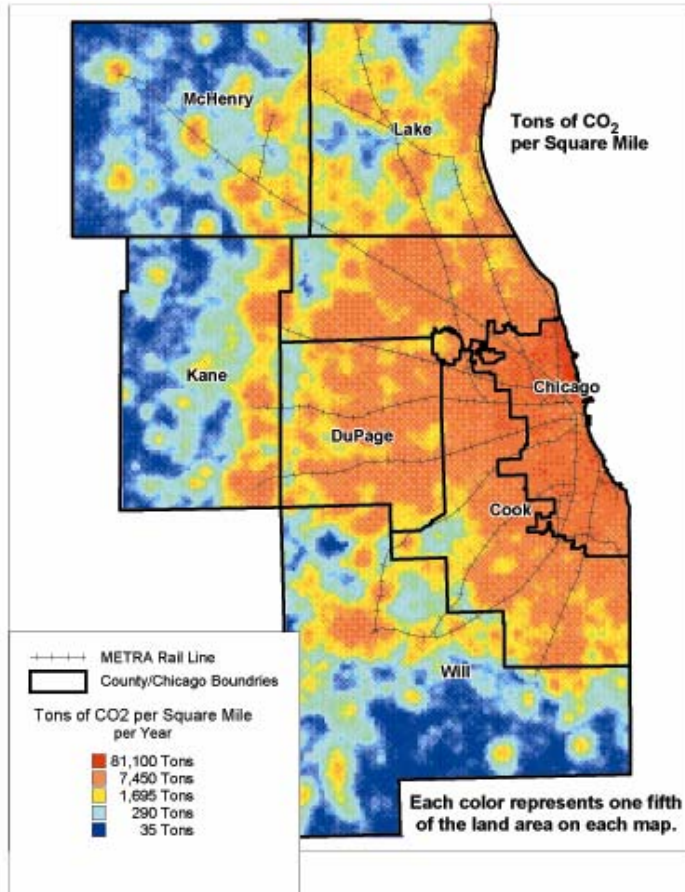 McHenry
Lake
Tons of CO2
per Square Mile
Kane
Chicago
DuPage
Cook
Will
METRA Rail Line
County/Chicago Boundries
Tons of CO2 per Square Mile
per Year
81,100 Tons
7,450 Tons
1,695 Tons
290 Tons
35 Tons
Each color represents one fifth
of the land area on each map.